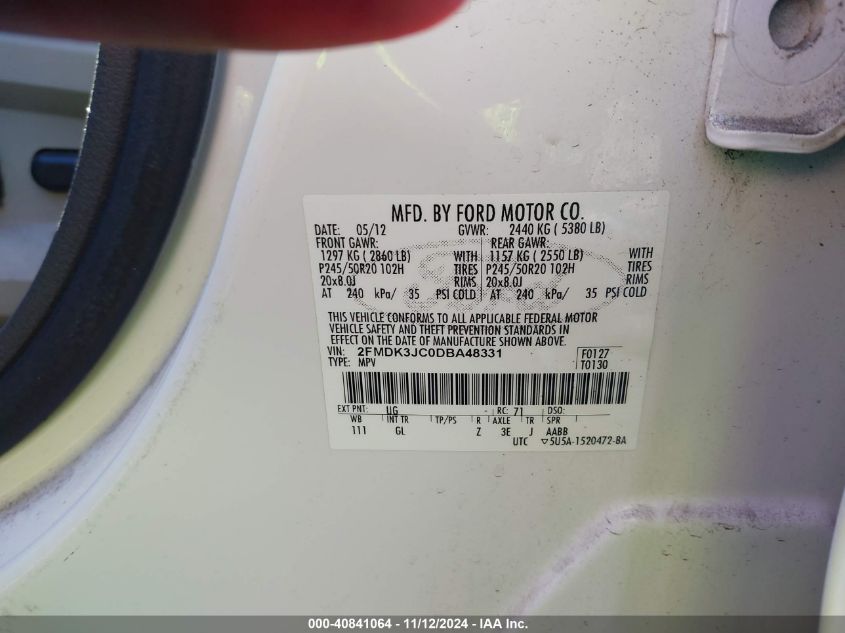 MFD. BY FORD MOTOR CO.
DATE: 05/12 GVWR: 2440 KG ( 5380 LB)
FRONT GAWR: REAR GAWR:
1297 KG ( 2860 LB) WITH 1157 KG ( 2550 LB) WITH
P245/50R20 102H TIRES P245/50R20 102H TIRES
20x8.0J RIMS 20x8.0J RIMS
AT 240 kPa/ 35 PSI COLD AT 240 kPa/ 35 PSI COLD
THIS VEHICLE CONFORMS TO ALL APPLICABLE FEDERAL MOTOR
VEHICLE SAFETY AND THEFT PREVENTION STANDARDS IN
EFFECT ON THE DATE OF MANUFACTURE SHOWN ABOVE.
VIN: 2FMDK3JC0DBA48331 F0127
TYPE: MPV T0130
EXT PNT: UG RC: 71 DSO:
WB INT TR TP/PS R AXLE TR SPR
111 GL Z 3E J AABB
UTC ▽5U5A-1520472-BA
000-40841064 - 11/12/2024 - IAA Inc.